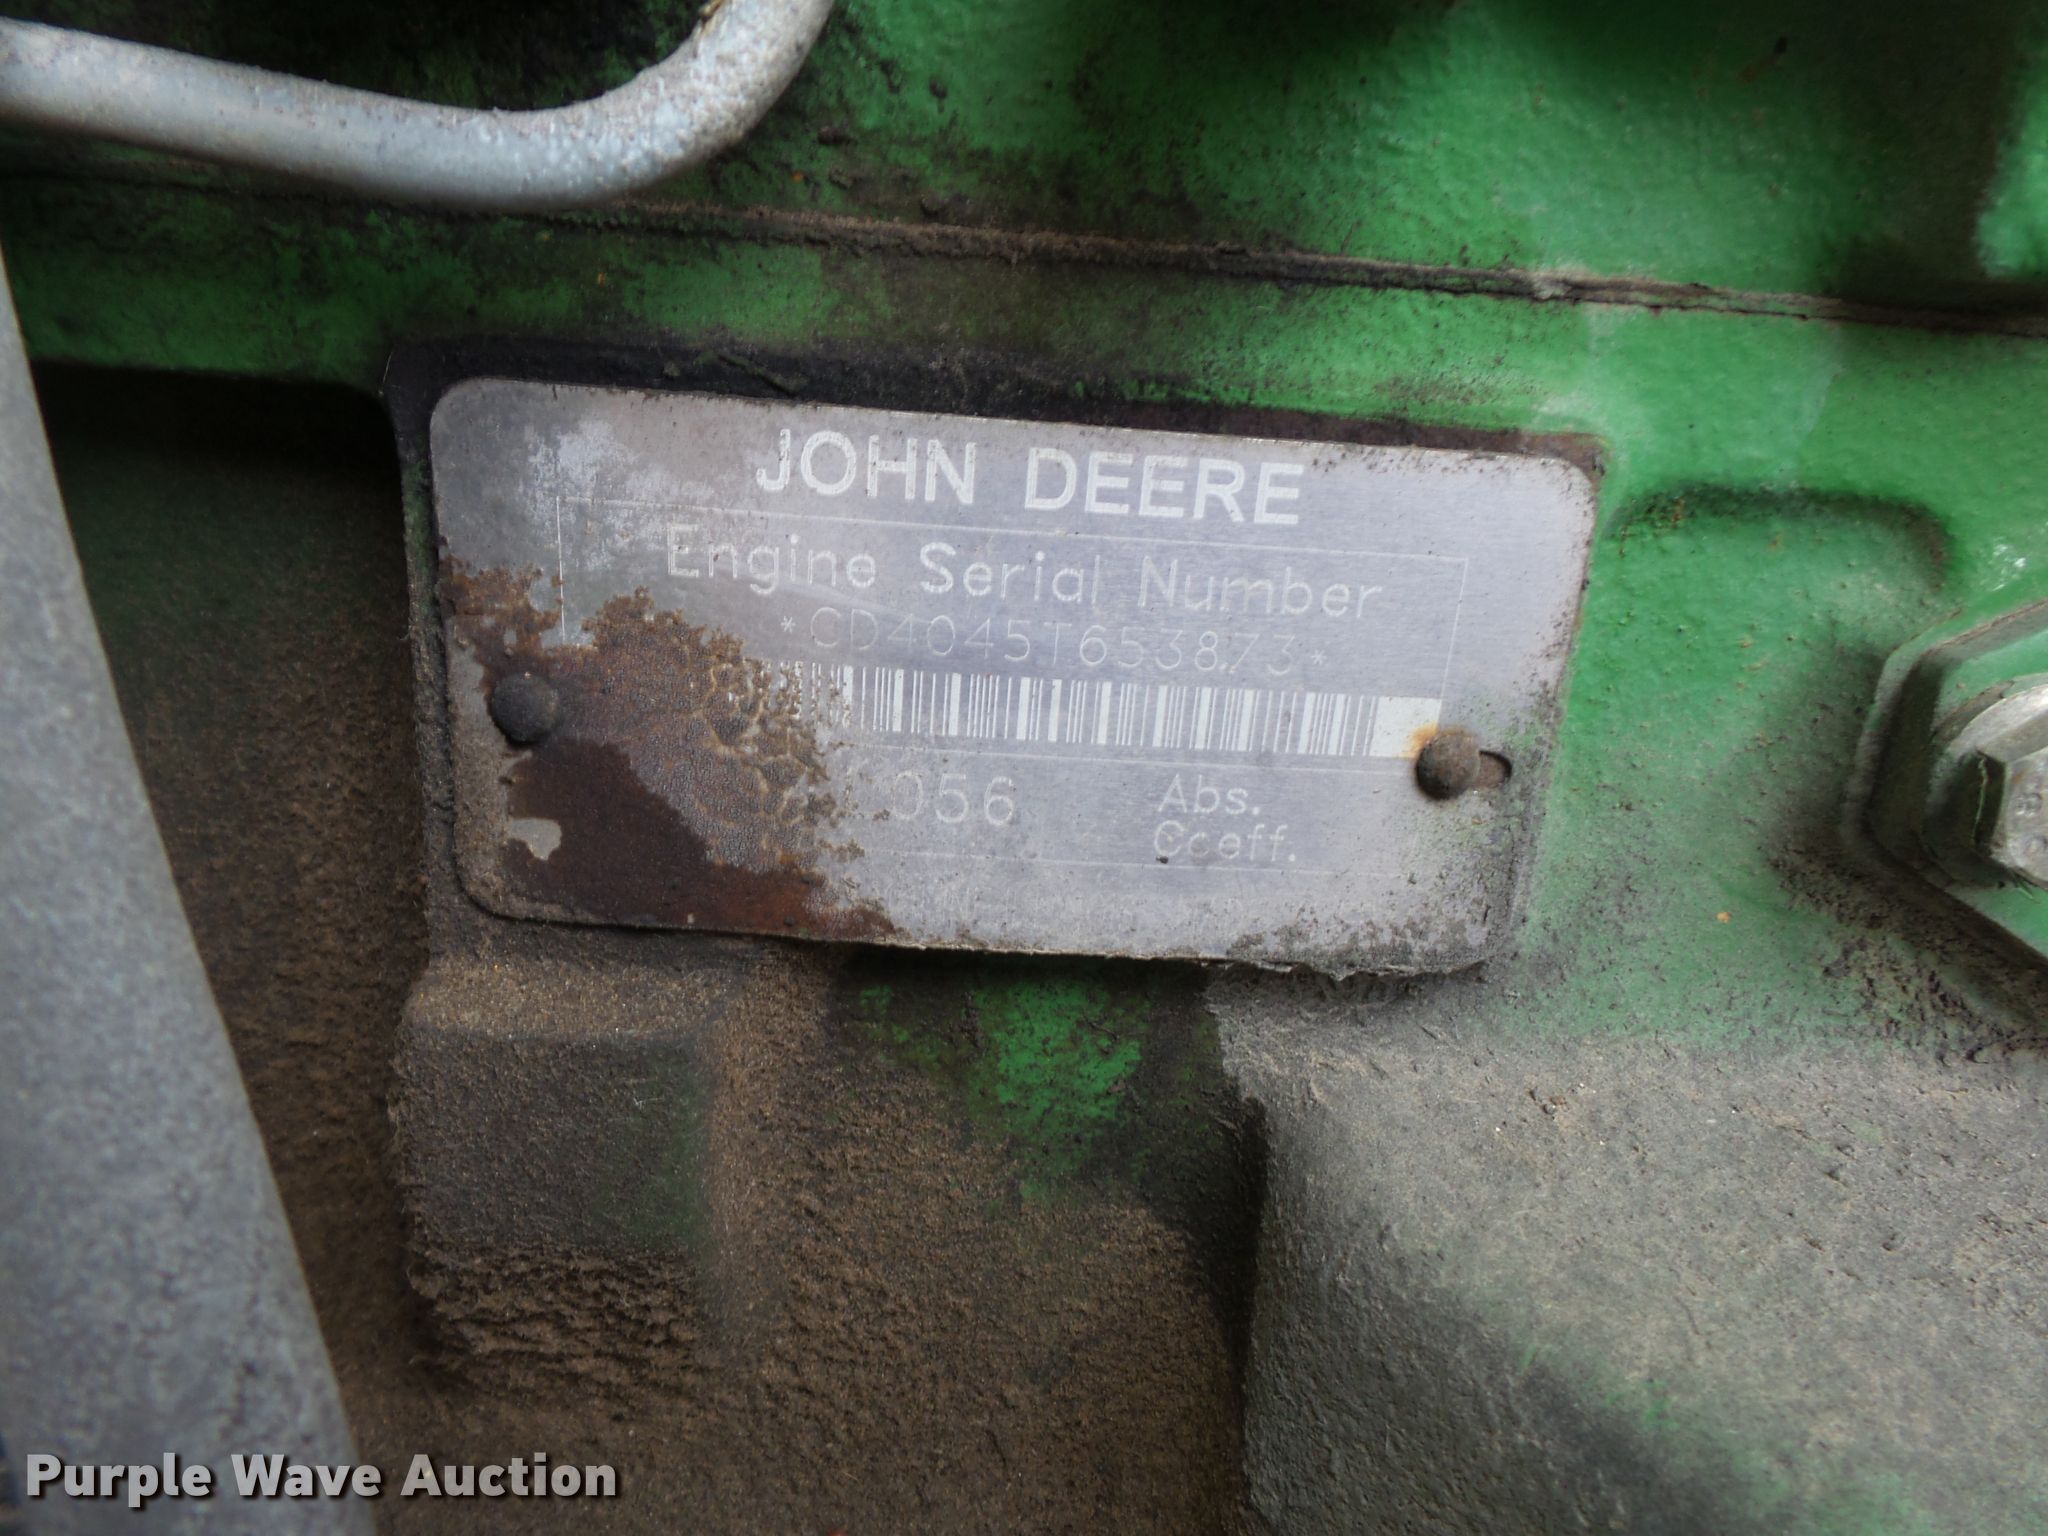 JOHN DEERE
Engine Serial Number
*CD4045T653873*
056 Abs.
Coeff.
Purple Wave Auction